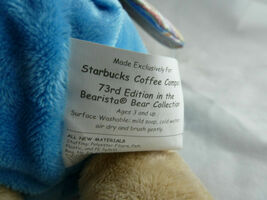 Made Exclusively For
Starbucks Coffee Compa
73rd Edition in the
Bearista® Bear Collection
Ages 3 and up
Surface Washable: mild soap, cold water,
air dry and brush gently.
ALL NEW MATERIALS